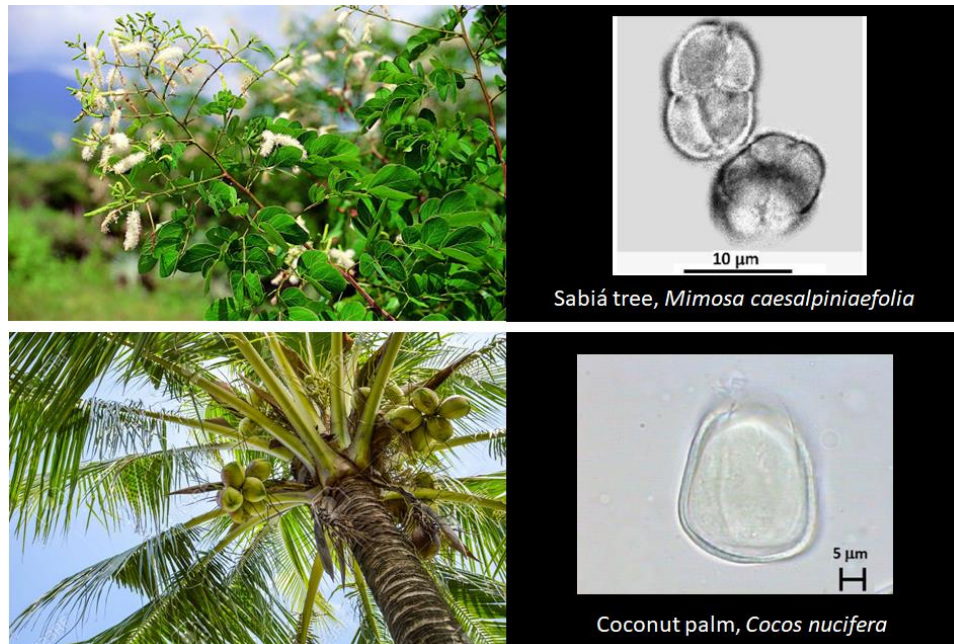 10 µm
Sabiá tree, Mimosa caesalpiniaefolia
5 µm
Coconut palm, Cocos nucifera